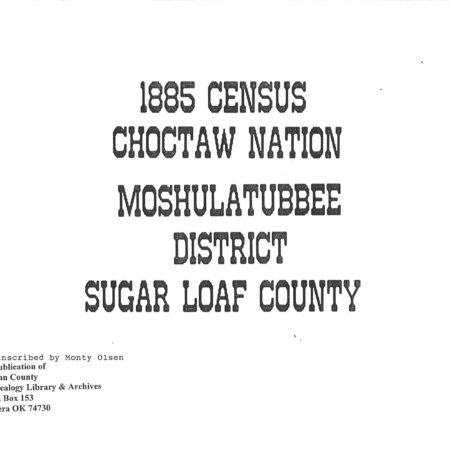 1885 CENSUS
CHOCTAW NATION
MOSHULATUBBEE
DISTRICT
SUGAR LOAF COUNTY
nscribed by Monty Olsen
ublication of
an County
ealogy Library & Archives
. Box 153
era OK 74730